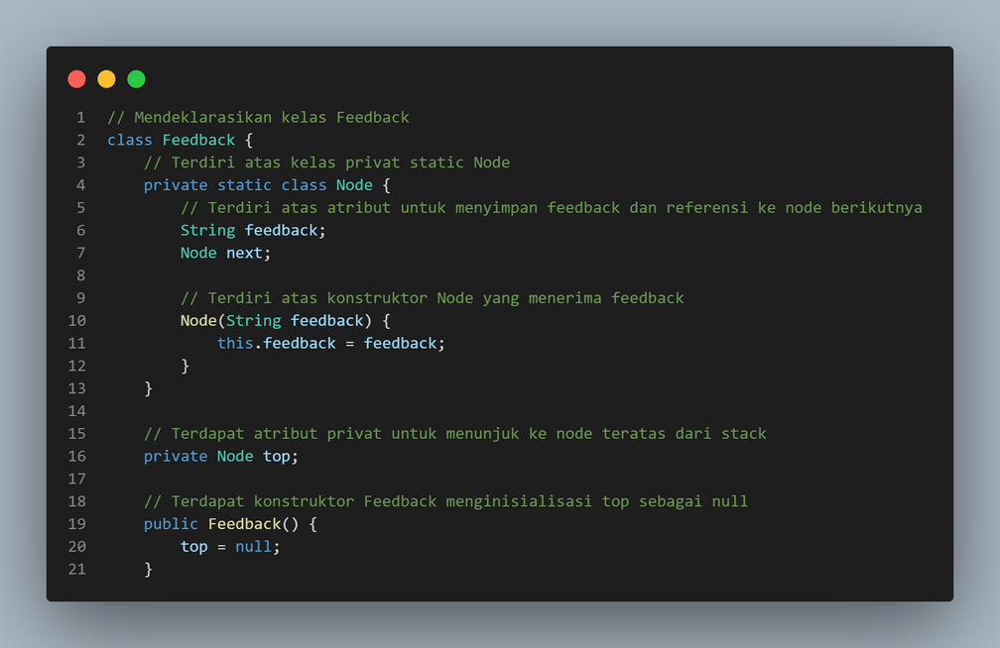 1 // Mendeklarasikan kelas Feedback
2 class Feedback {
3     // Terdiri atas kelas privat static Node
4     private static class Node {
5         // Terdiri atas atribut untuk menyimpan feedback dan referensi ke node berikutnya
6         String feedback;
7         Node next;
8
9         // Terdiri atas konstruktor Node yang menerima feedback
10         Node(String feedback) {
11             this.feedback = feedback;
12         }
13     }
14
15     // Terdapat atribut privat untuk menunjuk ke node teratas dari stack
16     private Node top;
17
18     // Terdapat konstruktor Feedback menginisialisasi top sebagai null
19     public Feedback() {
20         top = null;
21     }